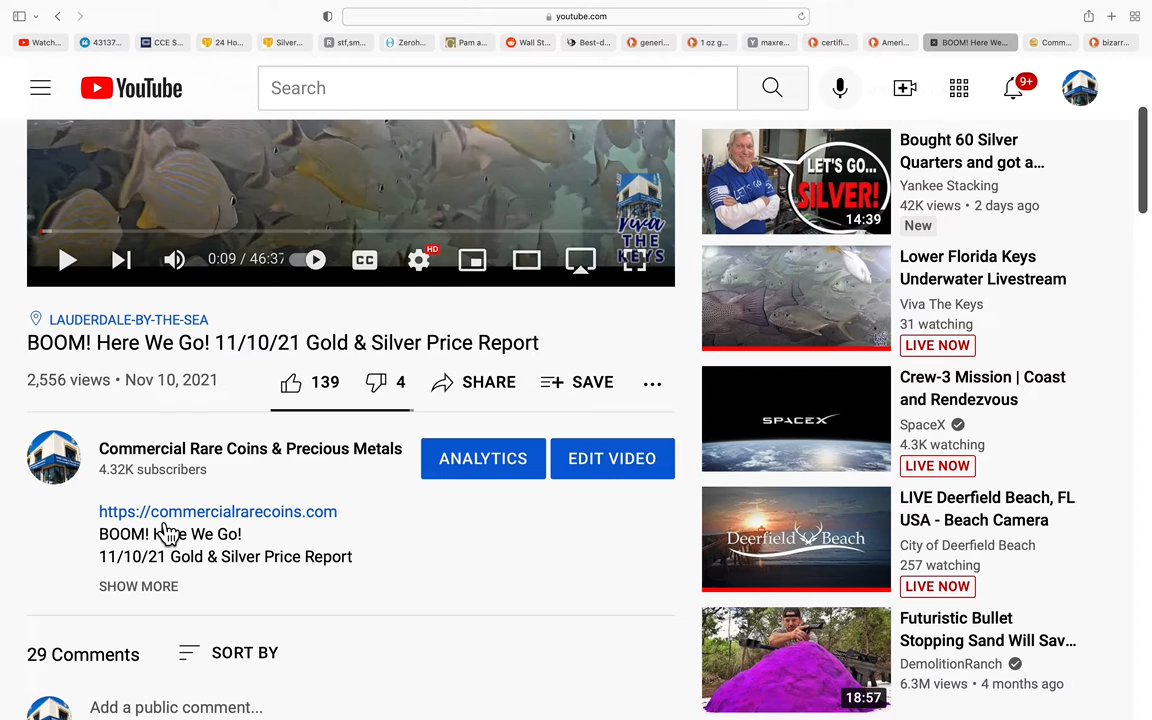 youtube.com
Watch...
43137...
CCE S...
24 Ho...
Silver...
stf,sm...
Zeroh...
Pam a...
Wall St...
Best-d...
generi...
1 oz g...
maxre...
certifi...
Ameri...
BOOM! Here We...
Comm...
bizarr...
YouTube
Search
9+
VIVA
THE
KEYS
0:09 / 46:37
CC
HD
LAUDERDALE-BY-THE-SEA
BOOM! Here We Go! 11/10/21 Gold & Silver Price Report
2,556 views • Nov 10, 2021
139
4
SHARE
SAVE
Commercial Rare Coins & Precious Metals
4.32K subscribers
ANALYTICS
EDIT VIDEO
https://commercialrarecoins.com
BOOM! Here We Go!
11/10/21 Gold & Silver Price Report
SHOW MORE
29 Comments
SORT BY
Add a public comment...
LET'S GO...
SILVER!
14:39
Bought 60 Silver
Quarters and got a...
Yankee Stacking
42K views • 2 days ago
New
Lower Florida Keys
Underwater Livestream
Viva The Keys
31 watching
LIVE NOW
SPACEX
Crew-3 Mission | Coast
and Rendezvous
SpaceX
4.3K watching
LIVE NOW
Deerfield Beach
LIVE Deerfield Beach, FL
USA - Beach Camera
City of Deerfield Beach
257 watching
LIVE NOW
18:57
Futuristic Bullet
Stopping Sand Will Sav...
DemolitionRanch
6.3M views • 4 months ago